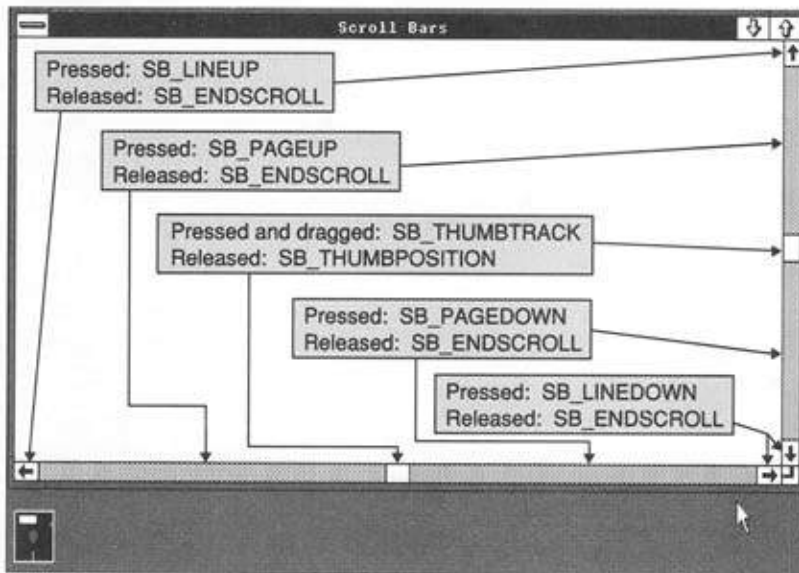 Scroll Bars
Pressed: SB_LINEUP
Released: SB_ENDSCROLL
Pressed: SB_PAGEUP
Released: SB_ENDSCROLL
Pressed and dragged: SB_THUMBTRACK
Released: SB_THUMBPOSITION
Pressed: SB_PAGEDOWN
Released: SB_ENDSCROLL
Pressed: SB_LINEDOWN
Released: SB_ENDSCROLL